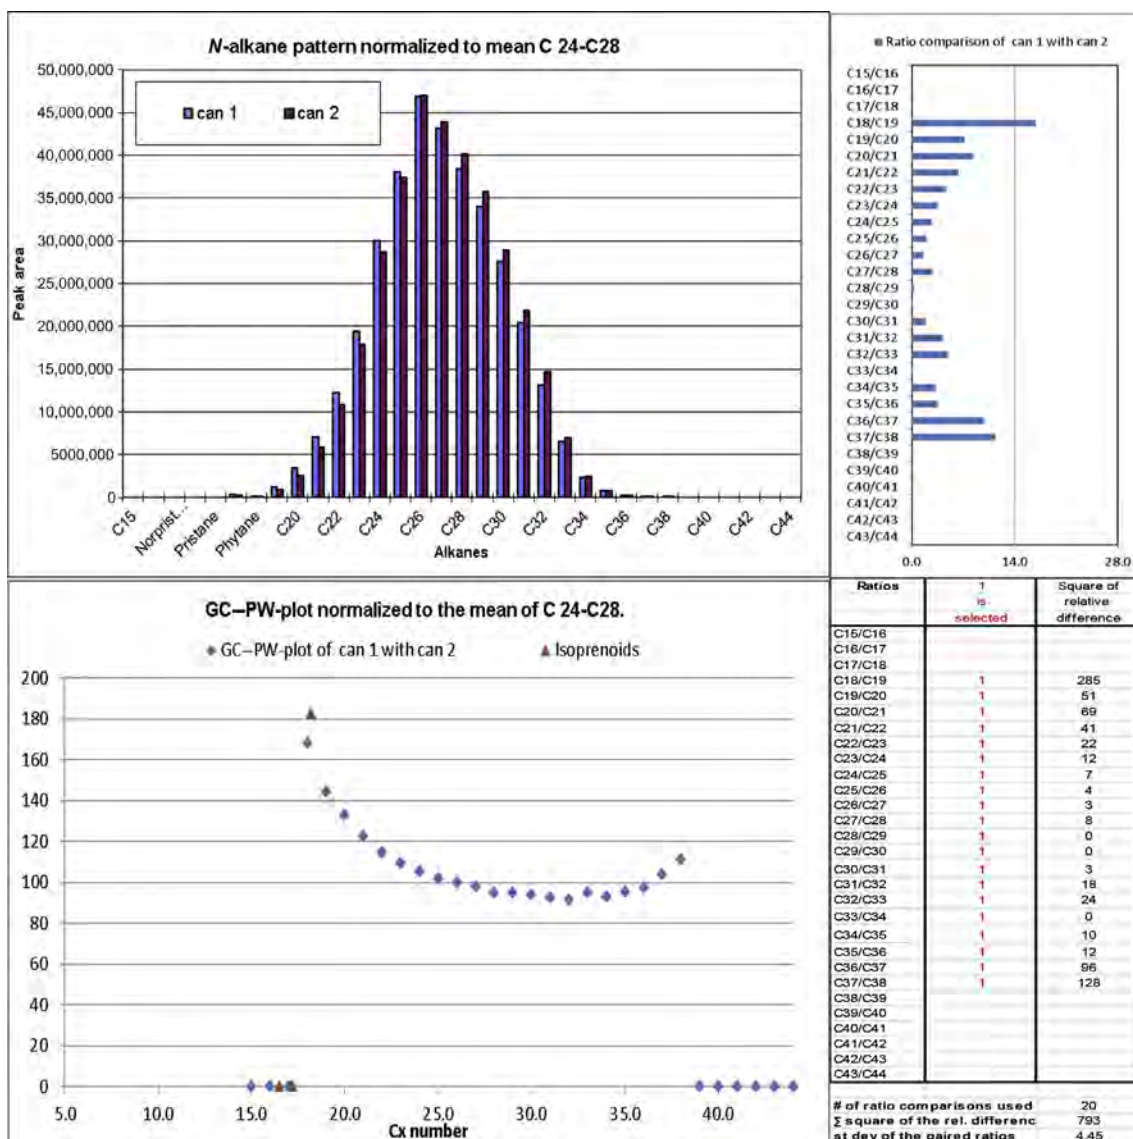 N-alkane pattern normalized to mean C 24-C28
can 1 can 2
Peak area
50,000,000
45,000,000
40,000,000
35,000,000
30,000,000
25,000,000
20,000,000
15,000,000
10,000,000
5000,000
0
C15 Norprist... Pristane Phytane C20 C22 C24 C26 C28 C30 C32 C34 C36 C38 C40 C42 C44
Alkanes
Ratio comparison of can 1 with can 2
C15/C16
C16/C17
C17/C18
C18/C19
C19/C20
C20/C21
C21/C22
C22/C23
C23/C24
C24/C25
C25/C26
C26/C27
C27/C28
C28/C29
C29/C30
C30/C31
C31/C32
C32/C33
C33/C34
C34/C35
C35/C36
C36/C37
C37/C38
C38/C39
C39/C40
C40/C41
C41/C42
C42/C43
C43/C44
0.0 14.0 28.0
GC–PW-plot normalized to the mean of C 24-C28.
GC–PW-plot of can 1 with can 2 Isoprenoids
200
180
160
140
120
100
80
60
40
20
0
5.0 10.0 15.0 20.0 25.0 30.0 35.0 40.0
Cx number
Ratios 1 Square of
is relative
selected difference
C15/C16
C16/C17
C17/C18
C18/C19 1 285
C19/C20 1 51
C20/C21 1 69
C21/C22 1 41
C22/C23 1 22
C23/C24 1 12
C24/C25 1 7
C25/C26 1 4
C26/C27 1 3
C27/C28 1 8
C28/C29 1 0
C29/C30 1 0
C30/C31 1 3
C31/C32 1 18
C32/C33 1 24
C33/C34 1 0
C34/C35 1 10
C35/C36 1 12
C36/C37 1 96
C37/C38 1 128
C38/C39
C39/C40
C40/C41
C41/C42
C42/C43
C43/C44
# of ratio comparisons used 20
Σ square of the rel. differenc 793
st dev of the paired ratios 4.45